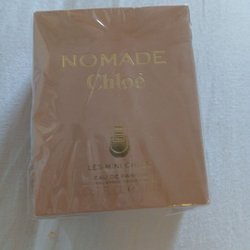 NOMADE
Chloé
LES MINI CHLOÉ
EAU DE PARFUM